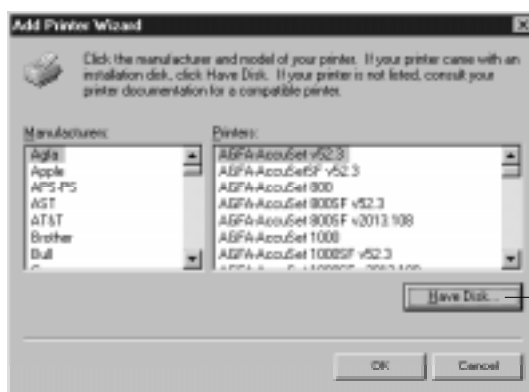 Add Printer Wizard
Click the manufacturer and model of your printer. If your printer came with an
installation disk, click Have Disk. If your printer is not listed, consult your
printer documentation for a compatible printer.
Manufacturers:
Printers:
Agfa
Apple
APS-PS
AST
AT&T
Brother
Bull
AGFA-AccuSet v52.3
AGFA-AccuSetSF v52.3
AGFA-AccuSet 800
AGFA-AccuSet 800SF v52.3
AGFA-AccuSet 800SF v2013.108
AGFA-AccuSet 1000
AGFA-AccuSet 1000SF v52.3
Have Disk...
OK
Cancel